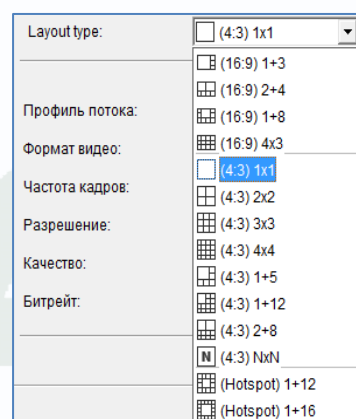 Layout type: (4:3) 1x1
(16:9) 1+3
(16:9) 2+4
Профиль потока: (16:9) 1+8
Формат видео: (16:9) 4x3
(4:3) 1x1
Частота кадров: (4:3) 2x2
Разрешение: (4:3) 3x3
(4:3) 4x4
Качество: (4:3) 1+5
Битрейт: (4:3) 1+12
(4:3) 2+8
N (4:3) NxN
(Hotspot) 1+12
(Hotspot) 1+16